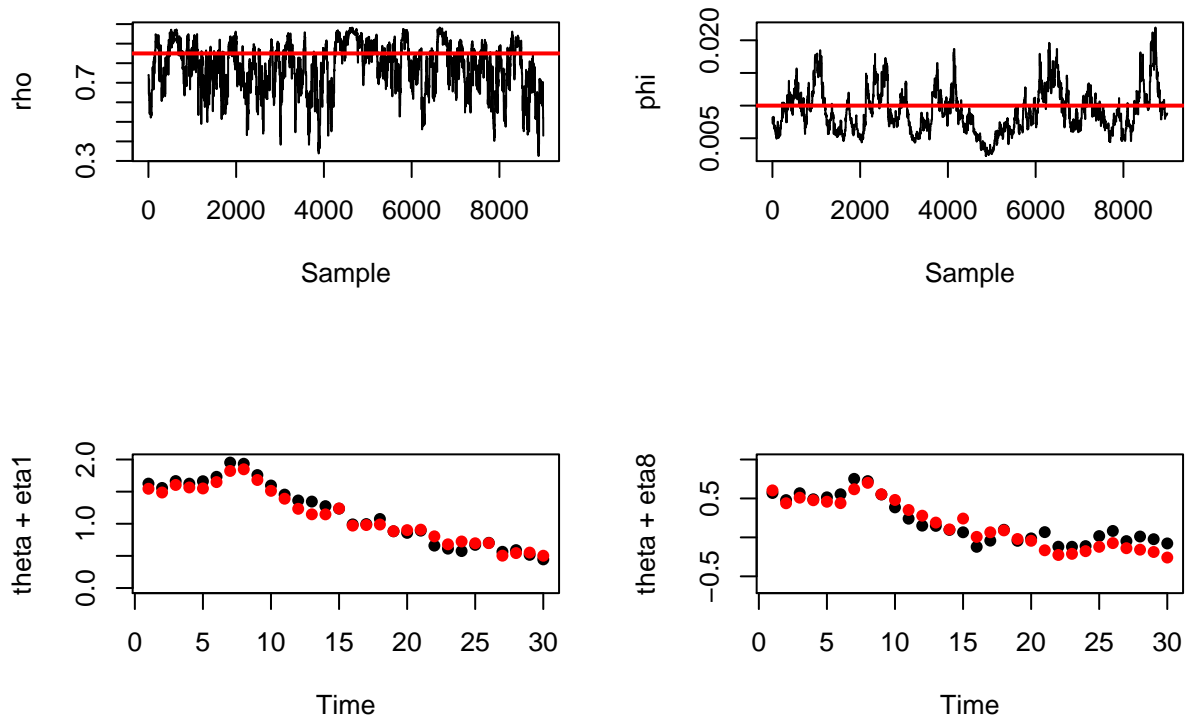 rho
0.3 0.7
0 2000 4000 6000 8000
Sample
phi
0.005 0.020
0 2000 4000 6000 8000
Sample
theta + eta1
0.0 1.0 2.0
0 5 10 15 20 25 30
Time
theta + eta8
−0.5 0.5
0 5 10 15 20 25 30
Time